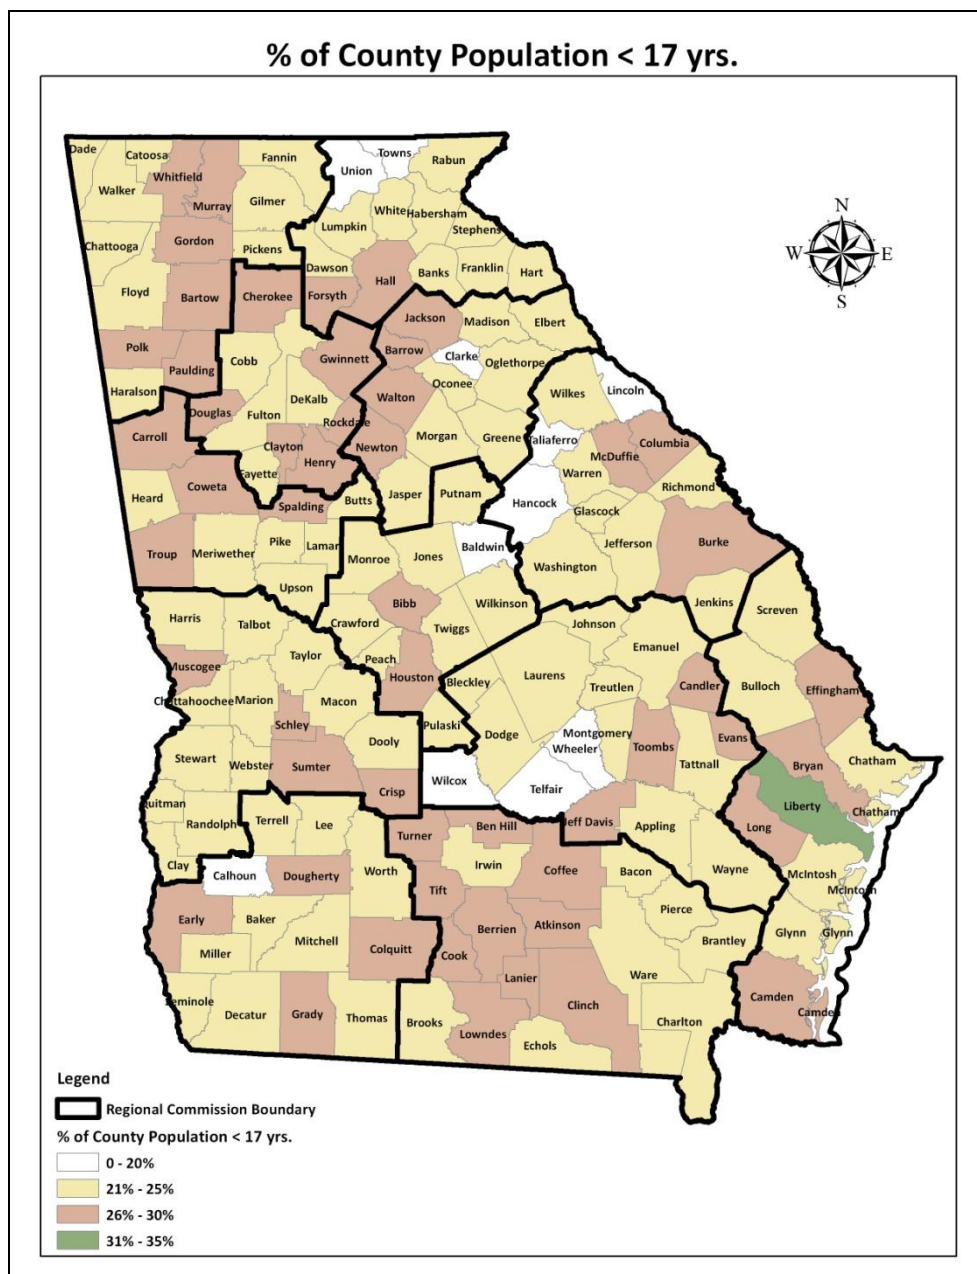 % of County Population < 17 yrs.
Dade
Catoosa
Fannin
Towns
Union
Rabun
Whitfield
Walker
Murray
Gilmer
White
Habersham
Lumpkin
Stephens
Chattooga
Gordon
Pickens
Dawson
Banks
Franklin
Hart
Hall
Floyd
Bartow
Cherokee
Forsyth
Jackson
Madison
Elbert
Polk
Cobb
Gwinnett
Barrow
Clarke
Oglethorpe
Paulding
Oconee
Haralson
DeKalb
Walton
Wilkes
Lincoln
Douglas
Fulton
Rockdale
Carroll
Clayton
Newton
Morgan
Greene
Taliaferro
Columbia
McDuffie
Henry
Fayette
Warren
Coweta
Heard
Spalding
Butts
Jasper
Putnam
Hancock
Richmond
Glascock
Troup
Meriwether
Pike
Lamar
Monroe
Jones
Baldwin
Jefferson
Burke
Washington
Upson
Bibb
Wilkinson
Jenkins
Screven
Harris
Talbot
Crawford
Twiggs
Johnson
Emanuel
Taylor
Peach
Muscogee
Houston
Bleckley
Laurens
Treutlen
Candler
Bulloch
Effingham
Chattahoochee
Marion
Macon
Schley
Pulaski
Dooly
Dodge
Montgomery
Wheeler
Toombs
Evans
Stewart
Webster
Sumter
Tattnall
Bryan
Chatham
Wilcox
Telfair
Crisp
Quitman
Randolph
Terrell
Lee
Turner
Ben Hill
Jeff Davis
Appling
Long
Liberty
Chatham
Clay
Calhoun
Dougherty
Worth
Irwin
Coffee
Bacon
Wayne
McIntosh
McIntosh
Early
Baker
Tift
Pierce
Miller
Mitchell
Colquitt
Berrien
Atkinson
Brantley
Glynn
Glynn
Cook
Lanier
Ware
Seminole
Decatur
Grady
Thomas
Brooks
Lowndes
Clinch
Echols
Charlton
Camden
Camden
N
W
E
S
Legend
Regional Commission Boundary
% of County Population < 17 yrs.
0 - 20%
21% - 25%
26% - 30%
31% - 35%